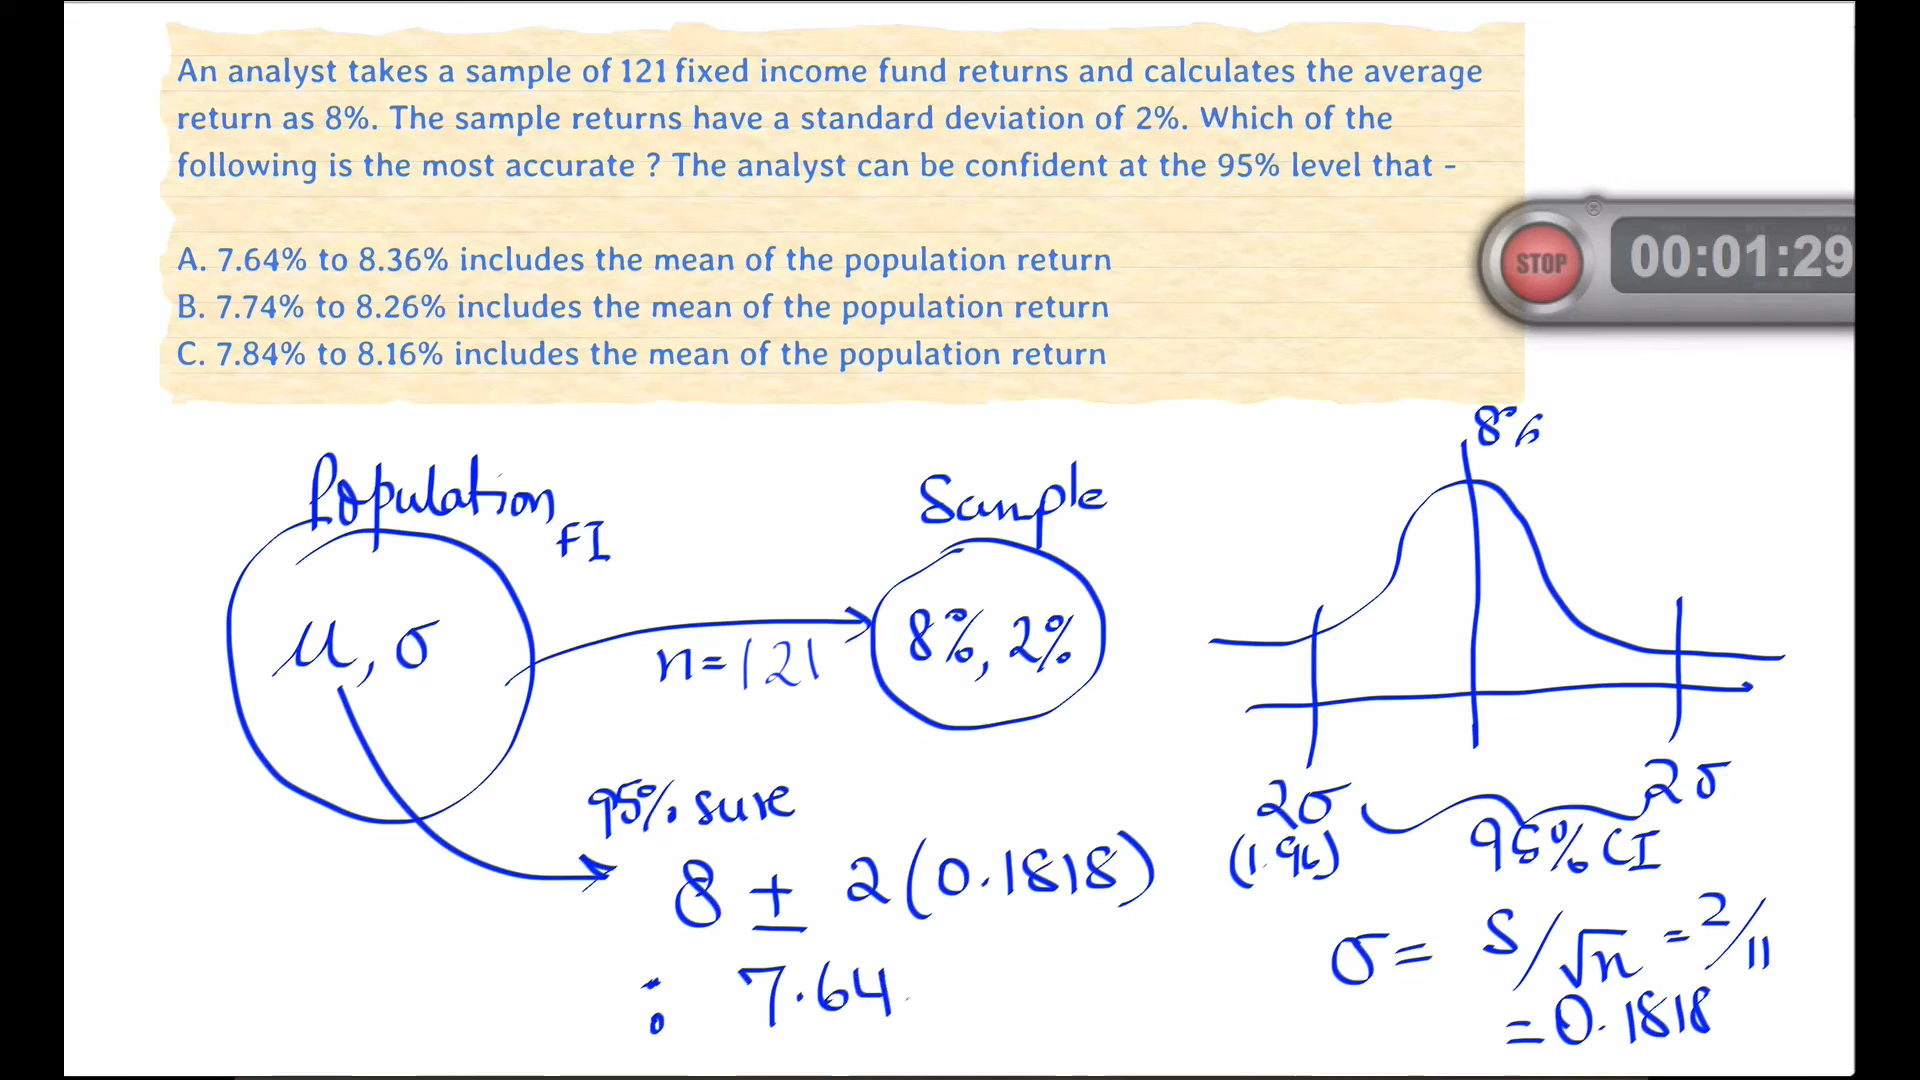 An analyst takes a sample of 121 fixed income fund returns and calculates the average
return as 8%. The sample returns have a standard deviation of 2%. Which of the
following is the most accurate ? The analyst can be confident at the 95% level that -
A. 7.64% to 8.36% includes the mean of the population return
B. 7.74% to 8.26% includes the mean of the population return
C. 7.84% to 8.16% includes the mean of the population return
STOP 00:01:29
8%
Population
FI
Sample
μ, σ
n=121
8%, 2%
2σ
2σ
(1.96)
95% CI
95% sure
8 ± 2(0.1818)
σ = S/√n = 2/11
= 0.1818
: 7.64